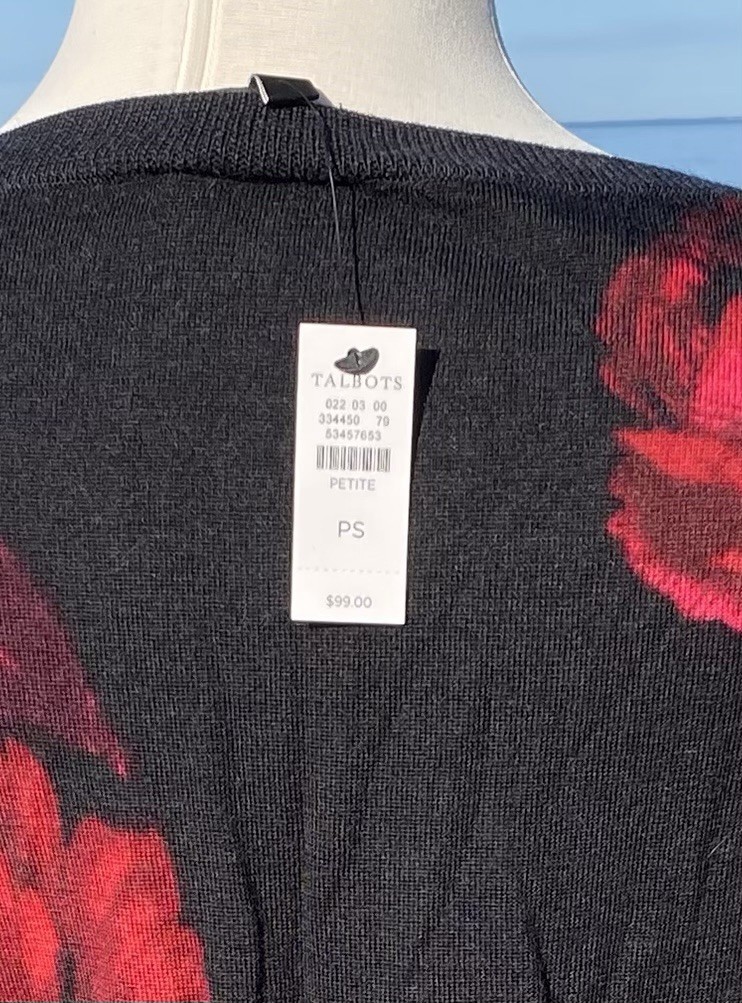 TALBOTS
022 03 00
334450 79
53457653
PETITE
PS
$99.00